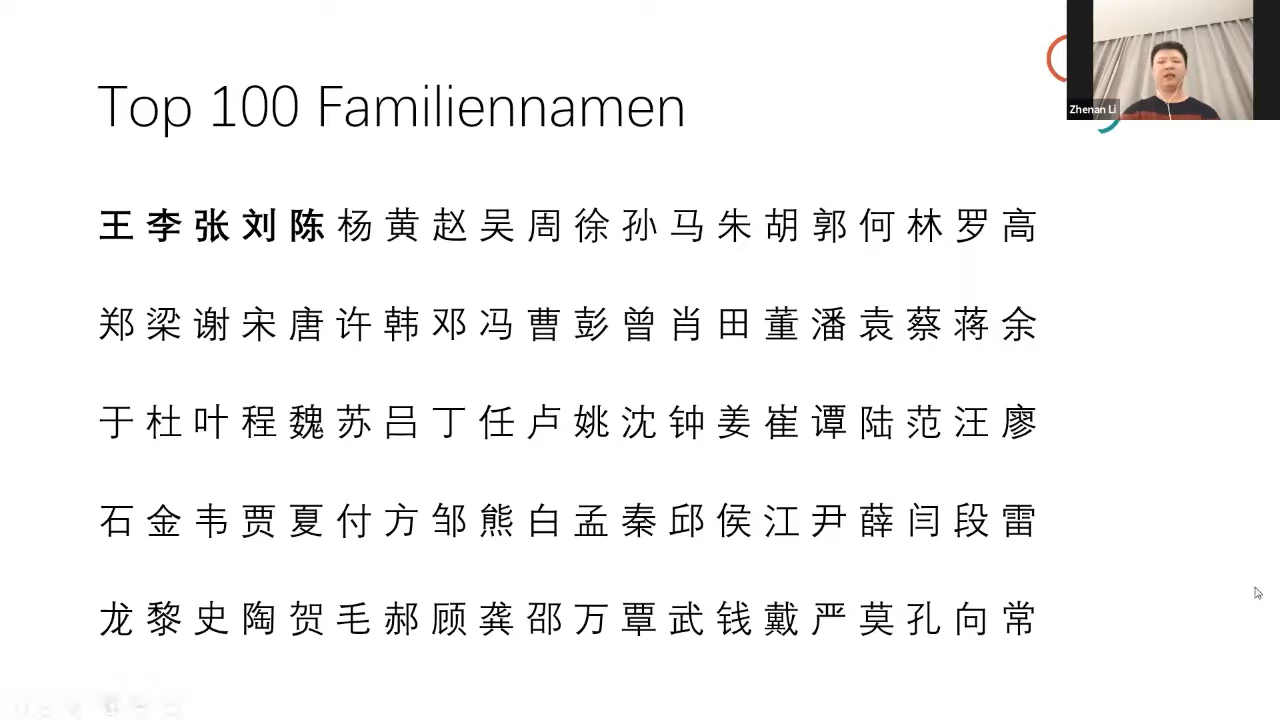 Top 100 Familiennamen
Zhenan Li
王 李 张 刘 陈 杨 黄 赵 吴 周 徐 孙 马 朱 胡 郭 何 林 罗 高
郑 梁 谢 宋 唐 许 韩 邓 冯 曹 彭 曾 肖 田 董 潘 袁 蔡 蒋 余
于 杜 叶 程 魏 苏 吕 丁 任 卢 姚 沈 钟 姜 崔 谭 陆 范 汪 廖
石 金 韦 贾 夏 付 方 邹 熊 白 孟 秦 邱 侯 江 尹 薛 闫 段 雷
龙 黎 史 陶 贺 毛 郝 顾 龚 邵 万 覃 武 钱 戴 严 莫 孔 向 常